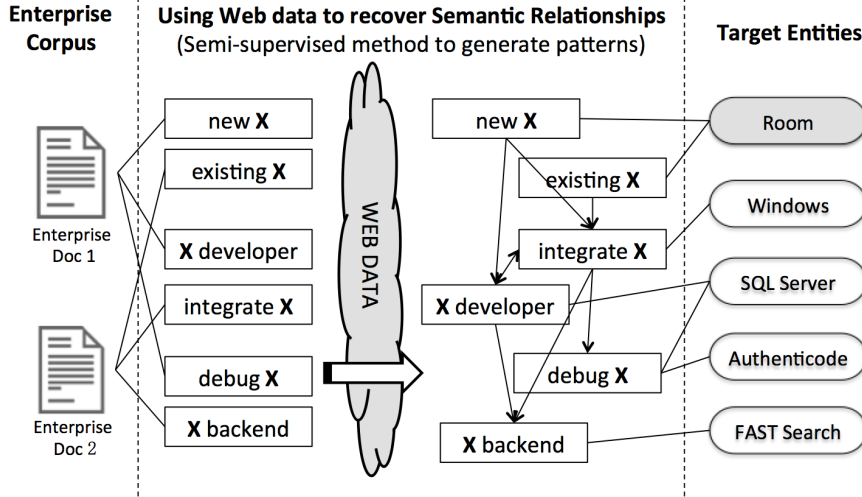 Enterprise
Corpus
Using Web data to recover Semantic Relationships
(Semi-supervised method to generate patterns)
Target Entities
new X
existing X
X developer
integrate X
debug X
X backend
Enterprise
Doc 1
Enterprise
Doc 2
WEB DATA
new X
existing X
integrate X
X developer
debug X
X backend
Room
Windows
SQL Server
Authenticode
FAST Search